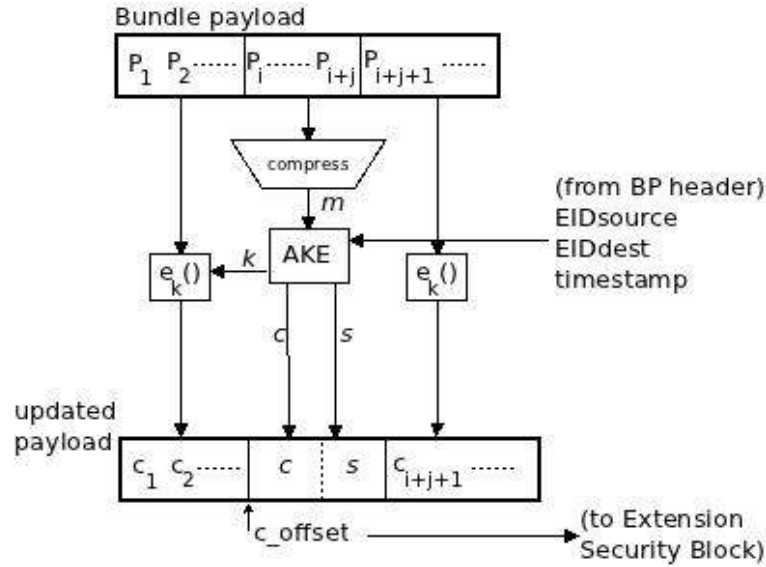 Bundle payload
P1 P2 ...... Pi ...... Pi+j Pi+j+1 ......
compress
m
(from BP header)
EIDsource
EIDdest
timestamp
AKE
k
ek()
ek()
c
s
updated
payload
c1 c2 ...... c s ci+j+1 ......
c_offset
(to Extension
Security Block)